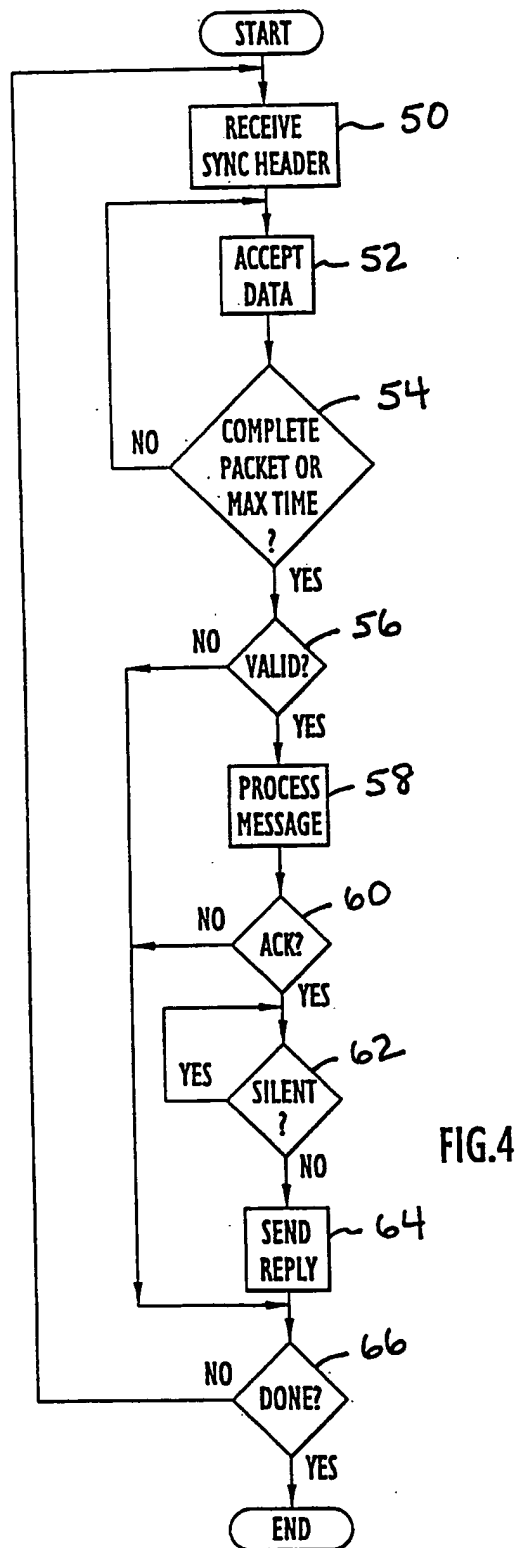 START
RECEIVE
SYNC HEADER
50
ACCEPT
DATA
52
COMPLETE
PACKET OR
MAX TIME
?
54
NO
YES
VALID?
56
NO
YES
PROCESS
MESSAGE
58
ACK?
60
NO
YES
SILENT
?
62
YES
NO
FIG.4
SEND
REPLY
64
DONE?
66
NO
YES
END